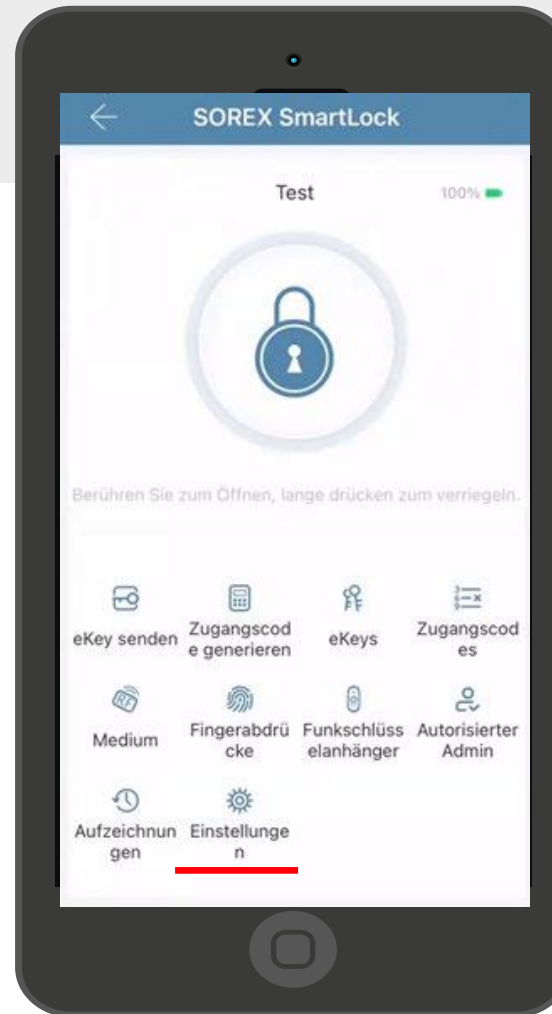 SOREX SmartLock
Test 100%
Berühren Sie zum Öffnen, lange drücken zum verriegeln.
eKey senden Zugangscod eKeys Zugangscod
e generieren es
RF
Medium Fingerabdrü Funkschlüss Autorisierter
cke elanhänger Admin
Aufzeichnun Einstellunge
gen n